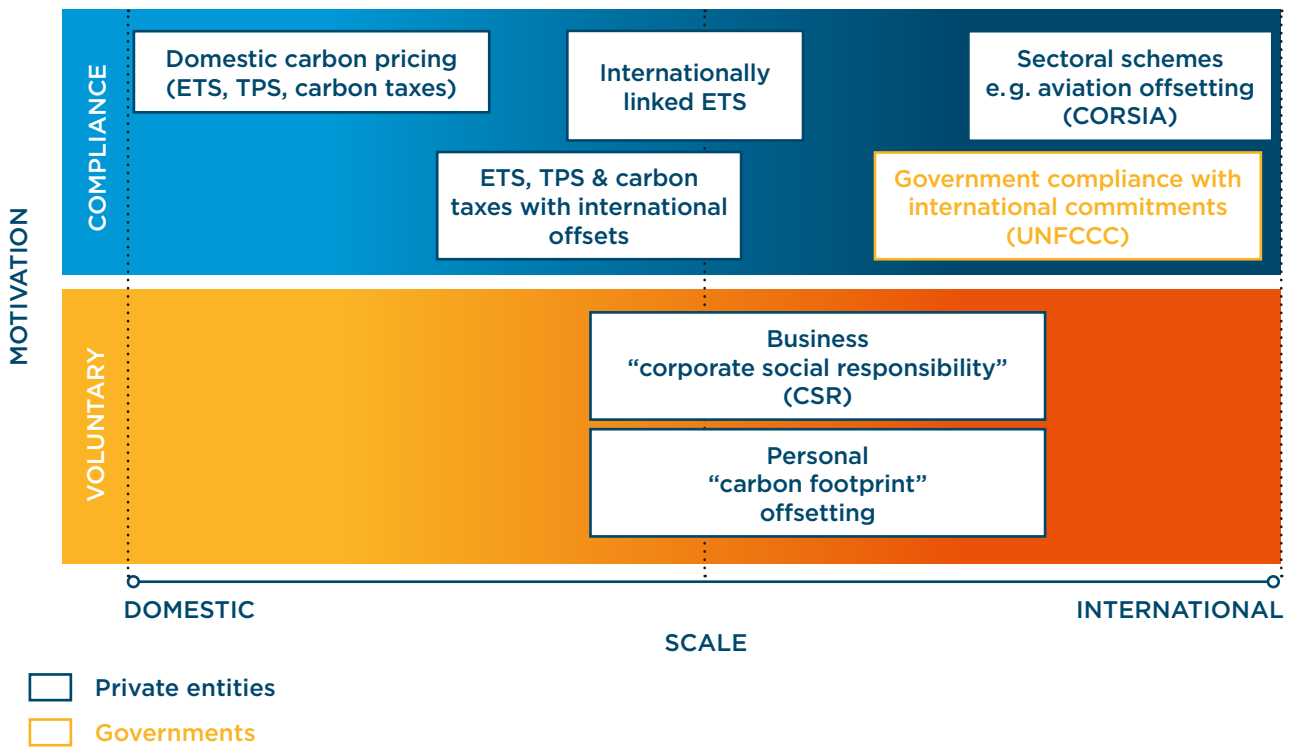 MOTIVATION
COMPLIANCE
Domestic carbon pricing
(ETS, TPS, carbon taxes)
Internationally
linked ETS
Sectoral schemes
e.g. aviation offsetting
(CORSIA)
ETS, TPS & carbon
taxes with international
offsets
Government compliance with
international commitments
(UNFCCC)
VOLUNTARY
Business
“corporate social responsibility”
(CSR)
Personal
“carbon footprint”
offsetting
DOMESTIC
INTERNATIONAL
SCALE
Private entities
Governments